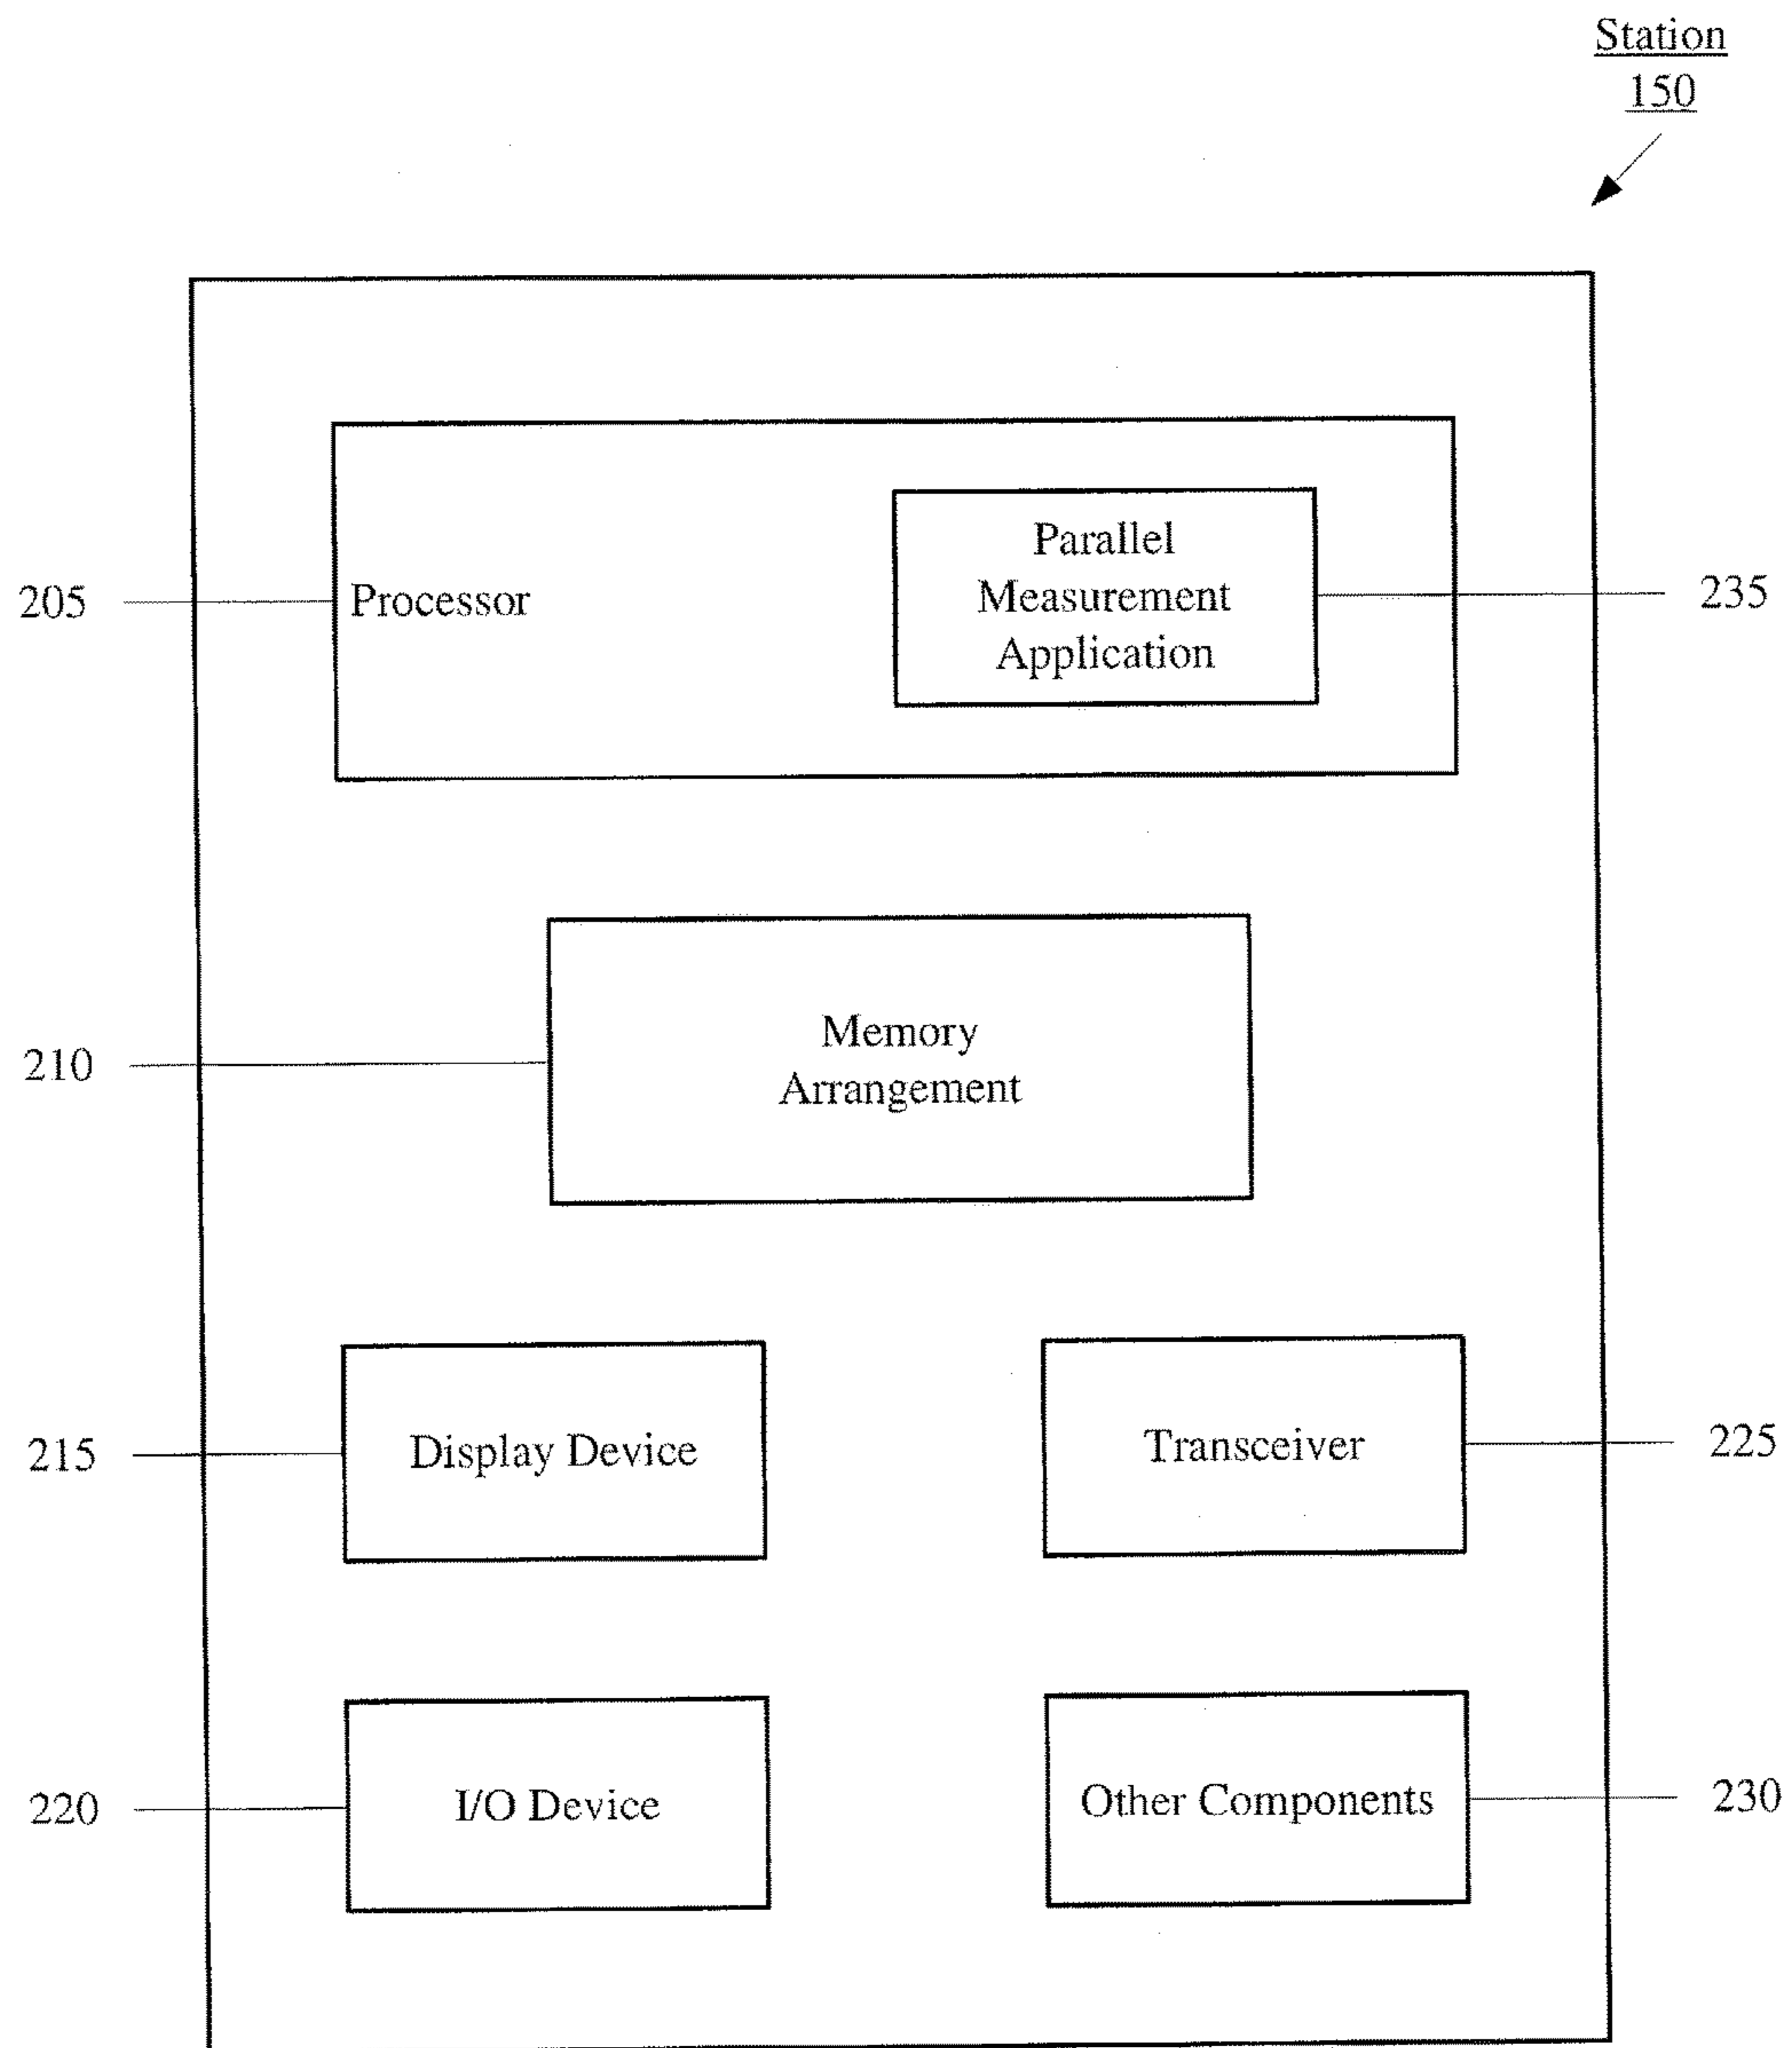 Station
150
Parallel
Measurement
Application
205
Processor
235
Memory
Arrangement
210
Display Device
215
Transceiver
225
I/O Device
220
Other Components
230